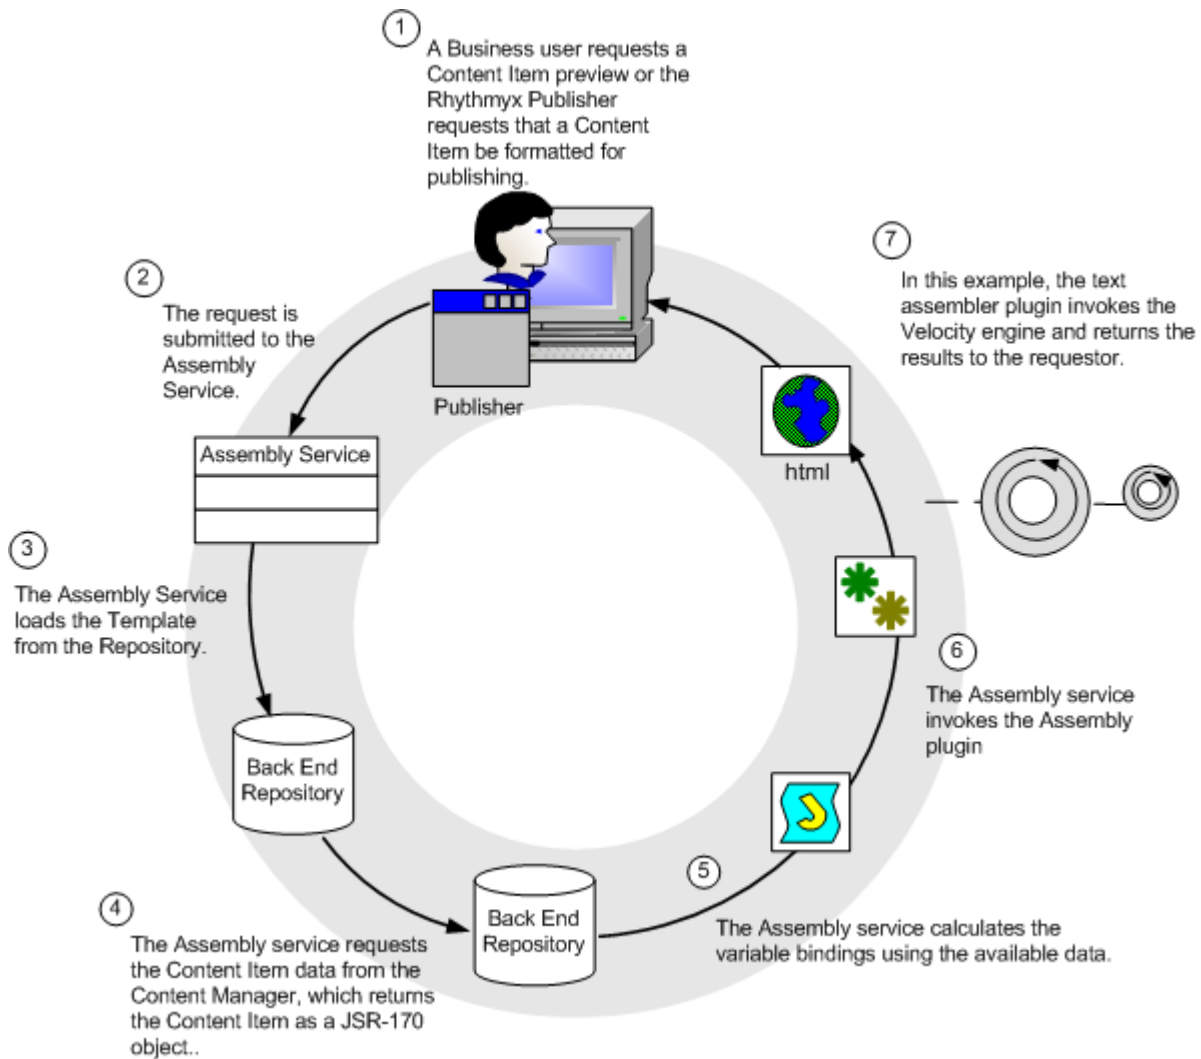 1
A Business user requests a
Content Item preview or the
Rhythmyx Publisher
requests that a Content
Item be formatted for
publishing.
Publisher
2
The request is
submitted to the
Assembly
Service.
Assembly Service
3
The Assembly Service
loads the Template
from the Repository.
Back End
Repository
4
The Assembly service requests
the Content Item data from the
Content Manager, which returns
the Content Item as a JSR-170
object..
Back End
Repository
5
The Assembly service calculates the
variable bindings using the available data.
6
The Assembly service
invokes the Assembly
plugin
html
7
In this example, the text
assembler plugin invokes the
Velocity engine and returns the
results to the requestor.